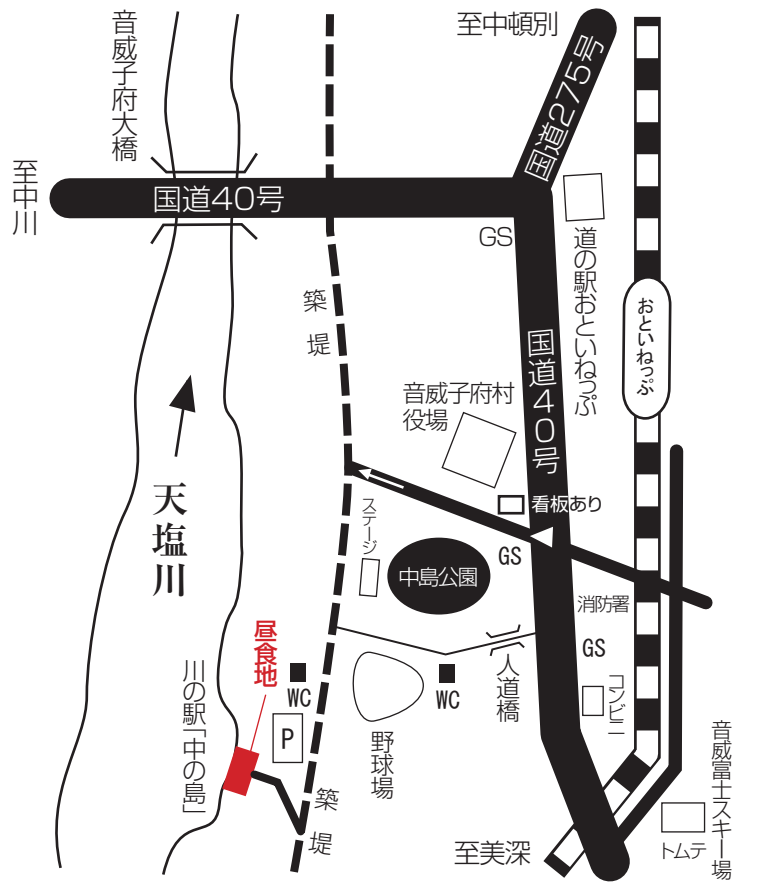 音威子府大橋
至中頓別
国道275号
至中川
国道40号
GS
道の駅おといねっぷ
築堤
おといねっぷ
国道40号
音威子府村
役場
天塩川
ステージ
看板あり
中島公園
GS
消防署
昼食地
GS
川の駅「中の島」
WC
WC
人道橋
コンビニ
P
野球場
音威富士スキー場
築堤
至美深
トムテ